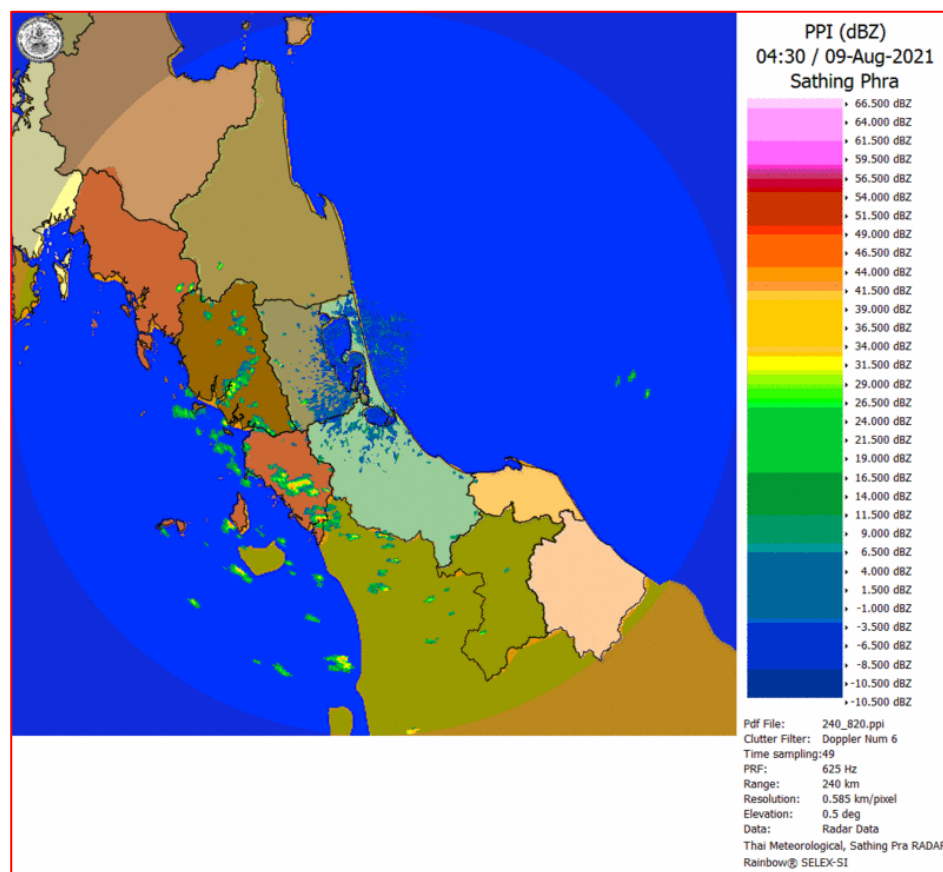 PPI (dBZ)
04:30 / 09-Aug-2021
Sathing Phra
66.500 dBZ
64.000 dBZ
61.500 dBZ
59.500 dBZ
56.500 dBZ
54.000 dBZ
51.500 dBZ
49.000 dBZ
46.500 dBZ
44.000 dBZ
41.500 dBZ
39.000 dBZ
36.500 dBZ
34.000 dBZ
31.500 dBZ
29.000 dBZ
26.500 dBZ
24.000 dBZ
21.500 dBZ
19.000 dBZ
16.500 dBZ
14.000 dBZ
11.500 dBZ
9.000 dBZ
6.500 dBZ
4.000 dBZ
1.500 dBZ
-1.000 dBZ
-3.500 dBZ
-6.500 dBZ
-8.500 dBZ
-10.500 dBZ
-10.500 dBZ
Pdf File: 240_820.ppi
Clutter Filter: Doppler Num 6
Time sampling:49
PRF: 625 Hz
Range: 240 km
Resolution: 0.585 km/pixel
Elevation: 0.5 deg
Data: Radar Data
Thai Meteorological, Sathing Pra RADAR
Rainbow® SELEX-SI